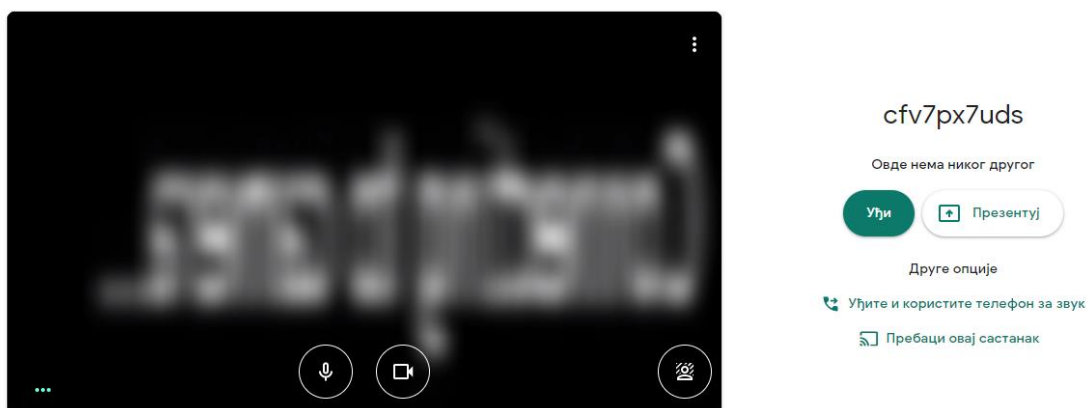 cfv7px7uds
Овде нема никог другог
Уђи
Презентуј
Друге опције
Уђите и користите телефон за звук
Пребаци овај састанак